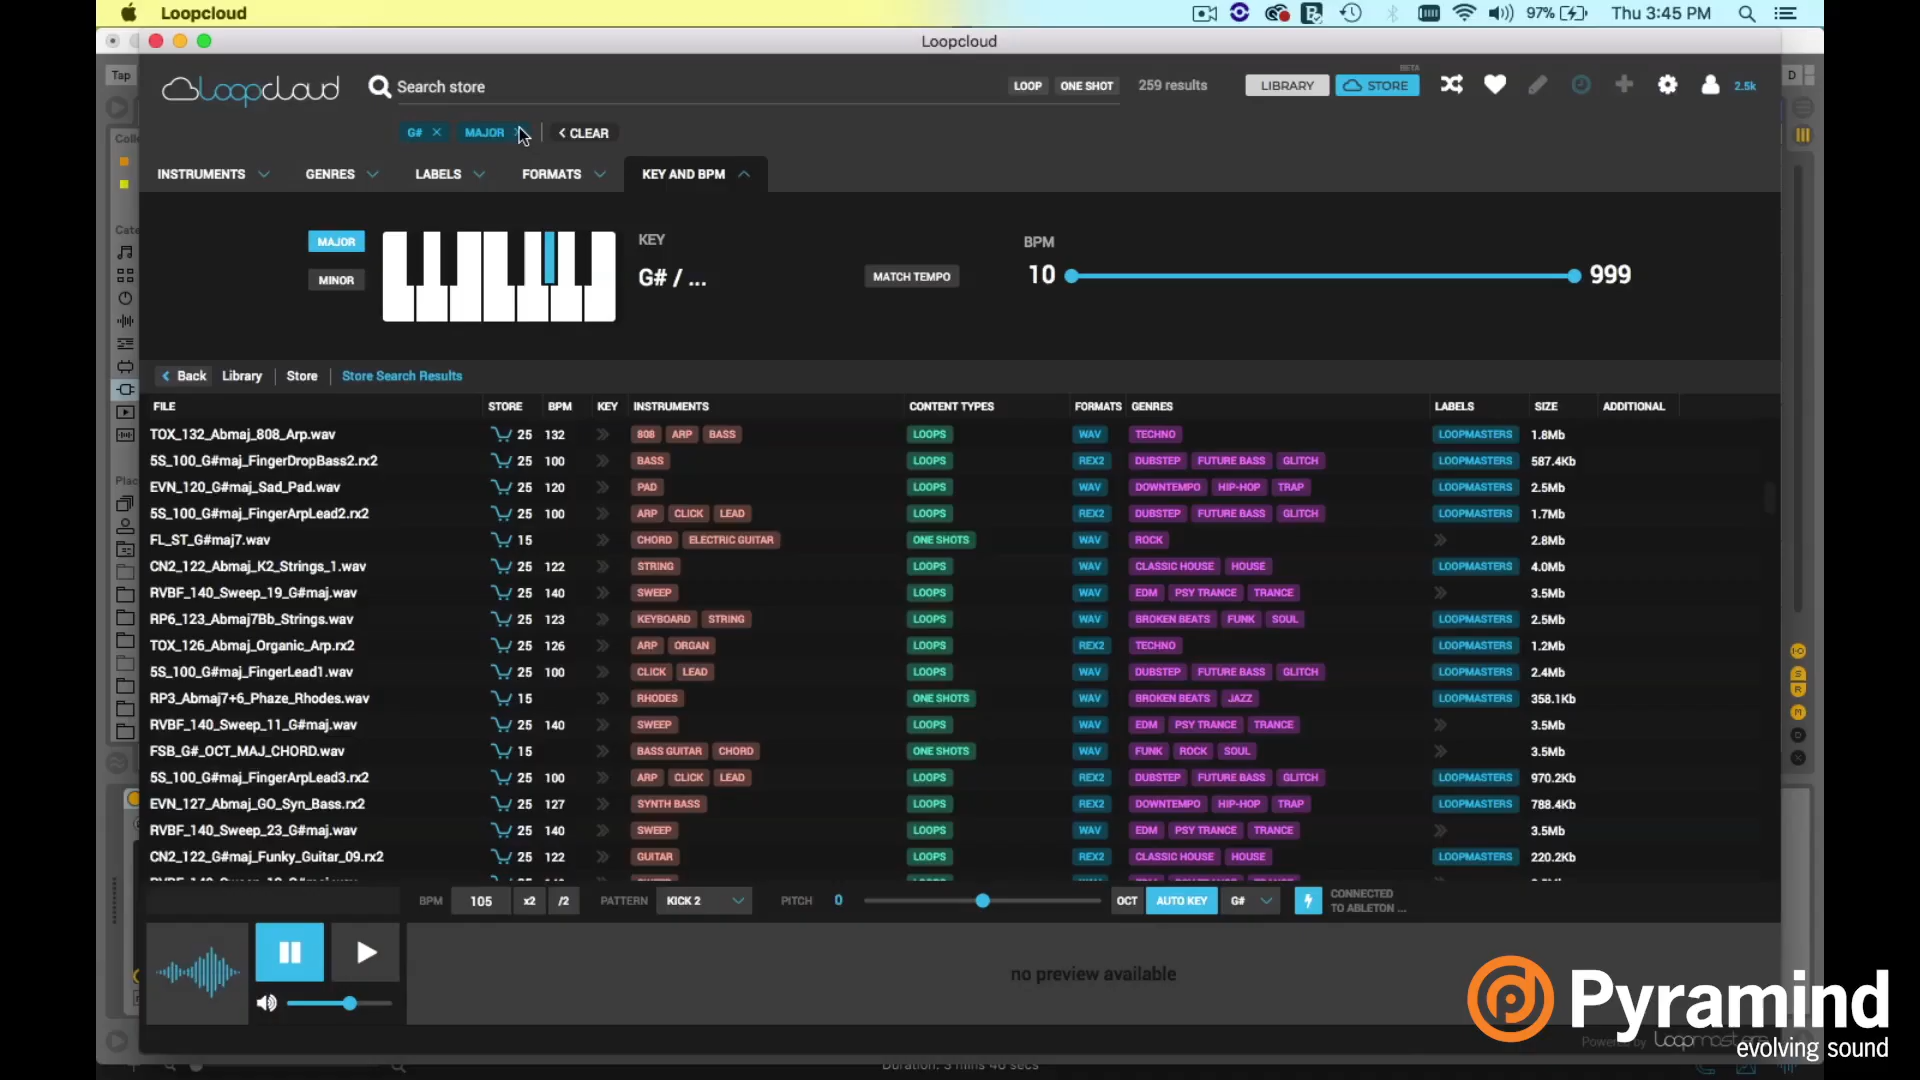 Loopcloud
97%
Thu 3:45 PM
Loopcloud
Tap
D
Loopcloud
Search store
LOOP
ONE SHOT
259 results
LIBRARY
BETA
STORE
2.5k
G# ×
MAJOR
< CLEAR
INSTRUMENTS
GENRES
LABELS
FORMATS
KEY AND BPM
MAJOR
MINOR
KEY
G# / ...
MATCH TEMPO
BPM
10
999
Back
Library
Store
Store Search Results
FILE STORE BPM KEY INSTRUMENTS CONTENT TYPES FORMATS GENRES LABELS SIZE ADDITIONAL
TOX_132_Abmaj_808_Arp.wav 25 132 808 ARP BASS LOOPS WAV TECHNO LOOPMASTERS 1.8Mb
5S_100_G#maj_FingerDropBass2.rx2 25 100 BASS LOOPS REX2 DUBSTEP FUTURE BASS GLITCH LOOPMASTERS 587.4Kb
EVN_120_G#maj_Sad_Pad.wav 25 120 PAD LOOPS WAV DOWNTEMPO HIP-HOP TRAP LOOPMASTERS 2.5Mb
5S_100_G#maj_FingerArpLead2.rx2 25 100 ARP CLICK LEAD LOOPS REX2 DUBSTEP FUTURE BASS GLITCH LOOPMASTERS 1.7Mb
FL_ST_G#maj7.wav 15 CHORD ELECTRIC GUITAR ONE SHOTS WAV ROCK 2.8Mb
CN2_122_Abmaj_K2_Strings_1.wav 25 122 STRING LOOPS WAV CLASSIC HOUSE HOUSE LOOPMASTERS 4.0Mb
RVBF_140_Sweep_19_G#maj.wav 25 140 SWEEP LOOPS WAV EDM PSY TRANCE TRANCE 3.5Mb
RP6_123_Abmaj7Bb_Strings.wav 25 123 KEYBOARD STRING LOOPS WAV BROKEN BEATS FUNK SOUL LOOPMASTERS 2.5Mb
TOX_126_Abmaj_Organic_Arp.rx2 25 126 ARP ORGAN LOOPS REX2 TECHNO LOOPMASTERS 1.2Mb
5S_100_G#maj_FingerLead1.wav 25 100 CLICK LEAD LOOPS WAV DUBSTEP FUTURE BASS GLITCH LOOPMASTERS 2.4Mb
RP3_Abmaj7+6_Phaze_Rhodes.wav 15 RHODES ONE SHOTS WAV BROKEN BEATS JAZZ LOOPMASTERS 358.1Kb
RVBF_140_Sweep_11_G#maj.wav 25 140 SWEEP LOOPS WAV EDM PSY TRANCE TRANCE 3.5Mb
FSB_G#_OCT_MAJ_CHORD.wav 15 BASS GUITAR CHORD ONE SHOTS WAV FUNK ROCK SOUL 3.5Mb
5S_100_G#maj_FingerArpLead3.rx2 25 100 ARP CLICK LEAD LOOPS REX2 DUBSTEP FUTURE BASS GLITCH LOOPMASTERS 970.2Kb
EVN_127_Abmaj_GO_Syn_Bass.rx2 25 127 SYNTH BASS LOOPS REX2 DOWNTEMPO HIP-HOP TRAP LOOPMASTERS 788.4Kb
RVBF_140_Sweep_23_G#maj.wav 25 140 SWEEP LOOPS WAV EDM PSY TRANCE TRANCE 3.5Mb
CN2_122_G#maj_Funky_Guitar_09.rx2 25 122 GUITAR LOOPS REX2 CLASSIC HOUSE HOUSE LOOPMASTERS 220.2Kb
BPM 105 x2 /2 PATTERN KICK 2 PITCH 0 OCT AUTO KEY G# CONNECTED
TO ABLETON ...
no preview available
Pyramind
evolving sound
Powered by